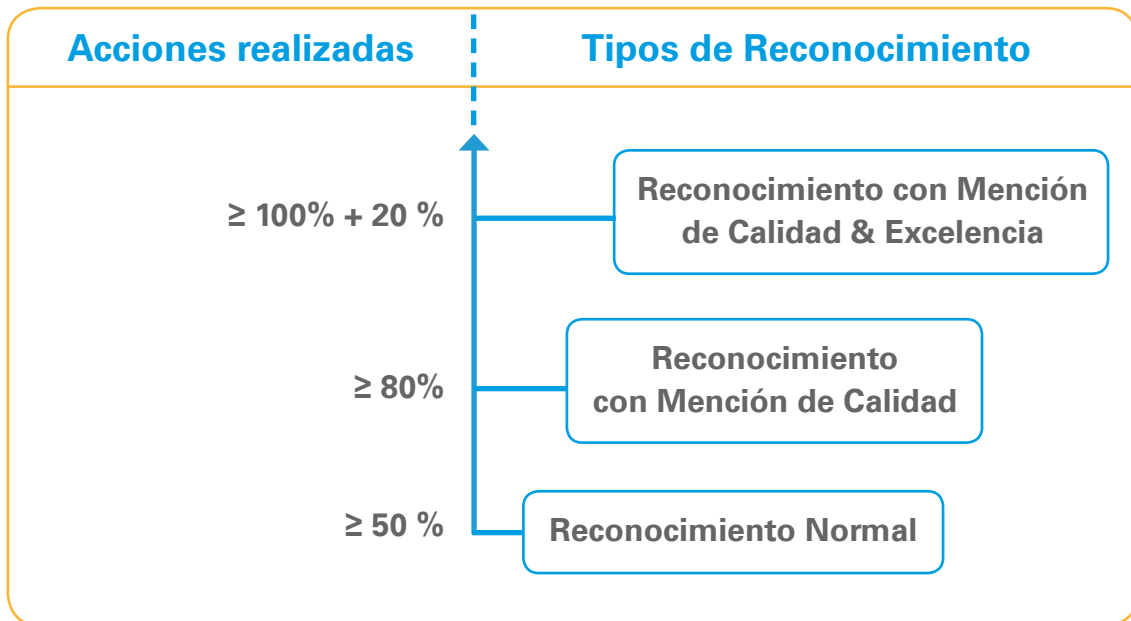 Acciones realizadas
Tipos de Reconocimiento
≥ 100% + 20 %
Reconocimiento con Mención
de Calidad & Excelencia
≥ 80%
Reconocimiento
con Mención de Calidad
≥ 50 %
Reconocimiento Normal